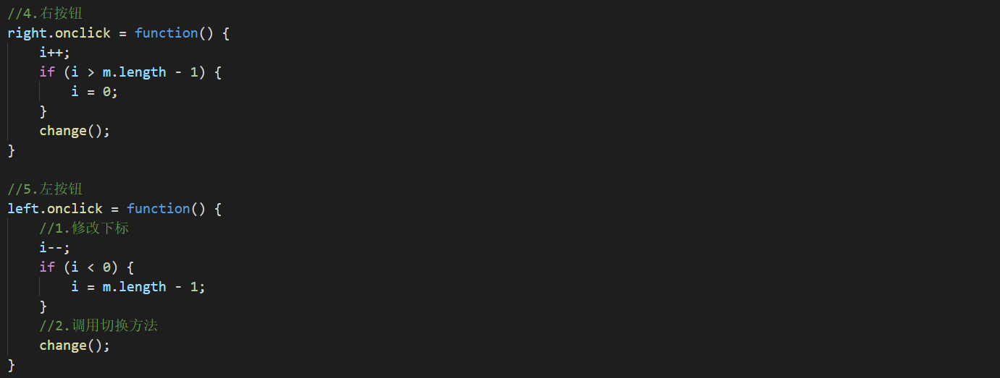 //4.右按钮
right.onclick = function() {
    i++;
    if (i > m.length - 1) {
        i = 0;
    }
    change();
}

//5.左按钮
left.onclick = function() {
    //1.修改下标
    i--;
    if (i < 0) {
        i = m.length - 1;
    }
    //2.调用切换方法
    change();
}